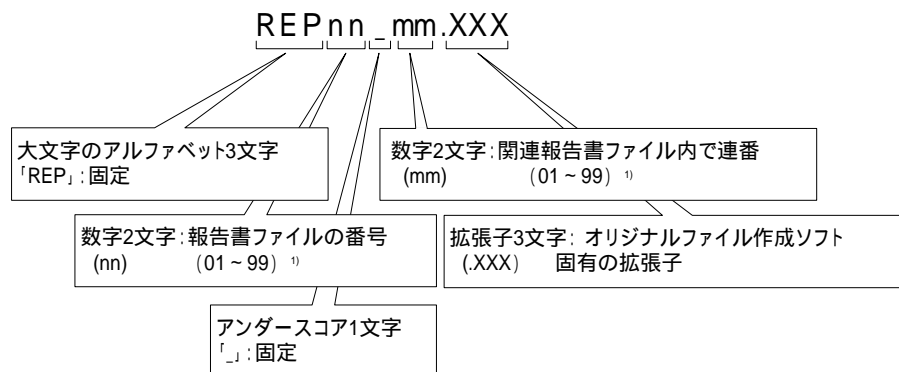 REPnn_mm.XXX
大文字のアルファベット3文字
「REP」:固定
数字2文字:関連報告書ファイル内で連番
(mm) (01~99) 1)
数字2文字:報告書ファイルの番号
(nn) (01~99) 1)
拡張子3文字: オリジナルファイル作成ソフト
(.XXX) 固有の拡張子
アンダースコア1文字
「_」:固定